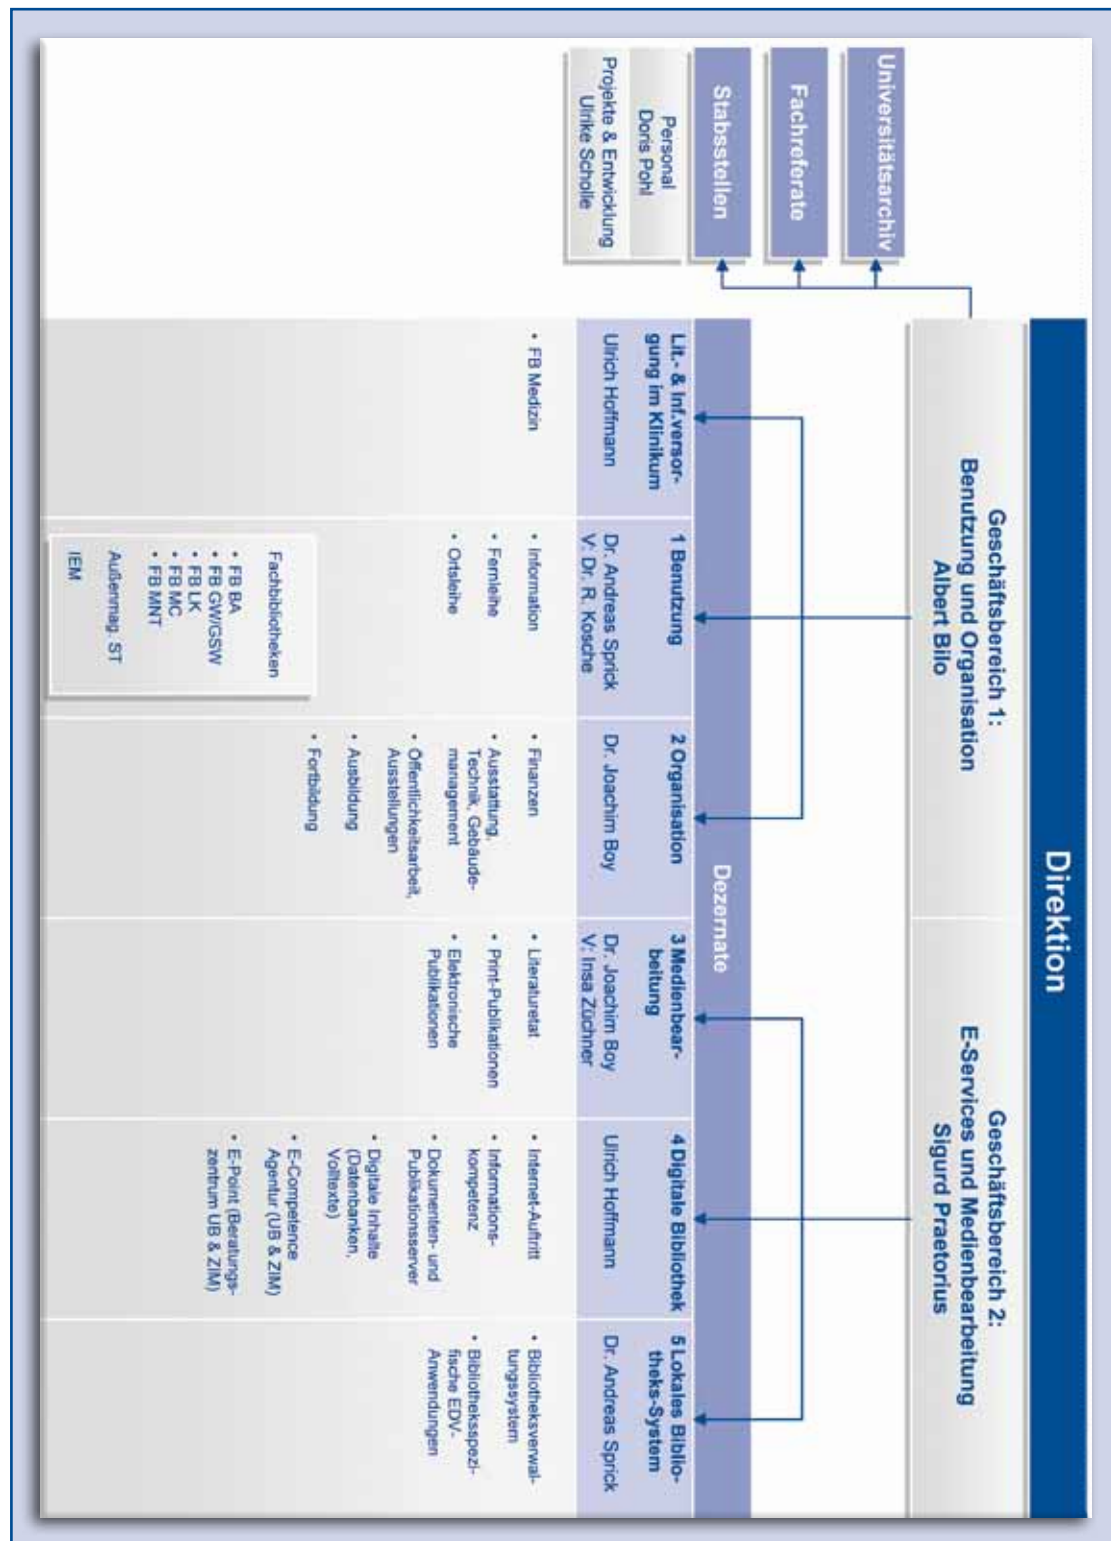 Direktion
Geschäftsbereich 1:
Benutzung und Organisation
Albert Bilo
Geschäftsbereich 2:
E-Services und Medienbearbeitung
Sigurd Praetorius
Universitätsarchiv
Fachreferate
Stabsstellen
Personal
Doris Pohl
Projekte & Entwicklung
Ulrike Scholle
Dezernate
Lit.- & Inf.versor-
gung im Klinikum
Ulrich Hoffmann
• FB Medizin
1 Benutzung
Dr. Andreas Sprick
V: Dr. R. Kosche
• Information
• Fernleihe
• Ortsleihe
Fachbibliotheken
• FB BA
• FB GW/GSW
• FB LK
• FB MC
• FB MNT
Außenmag. ST
IEM
2 Organisation
Dr. Joachim Boy
• Finanzen
• Ausstattung,
Technik, Gebäude-
management
• Öffentlichkeitsarbeit,
Ausstellungen
• Ausbildung
• Fortbildung
3 Medienbear-
beitung
Dr. Joachim Boy
V: Insa Züchner
• Literaturetat
• Print-Publikationen
• Elektronische
Publikationen
4 Digitale Bibliothek
Ulrich Hoffmann
• Internet-Auftritt
• Informations-
kompetenz
• Dokumenten- und
Publikationsserver
• Digitale Inhalte
(Datenbanken,
Volltexte)
• E-Competence
Agentur (UB & ZIM)
• E-Point (Beratungs-
zentrum UB & ZIM)
5 Lokales Biblio-
theks-System
Dr. Andreas Sprick
• Bibliotheksverwal-
tungssystem
• Bibliotheksspezi-
fische EDV-
Anwendungen